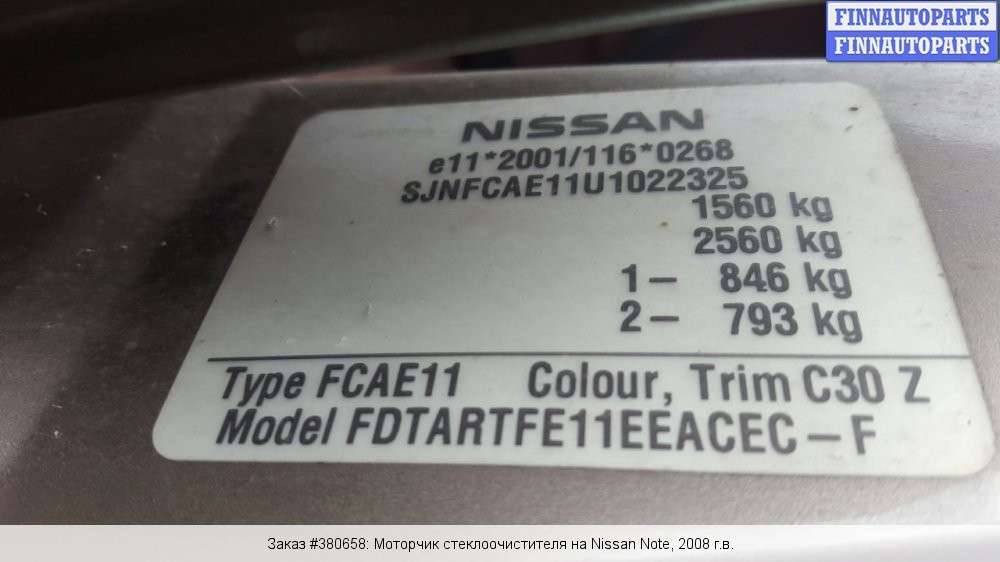 FINNAUTOPARTS
FINNAUTOPARTS
NISSAN
e11*2001/116*0268
SJNFCAE11U1022325
1560 kg
2560 kg
1– 846 kg
2– 793 kg
Type FCAE11 Colour, Trim C30 Z
Model FDTARTFE11EEACEC – F
Заказ #380658: Моторчик стеклоочистителя на Nissan Note, 2008 г.в.